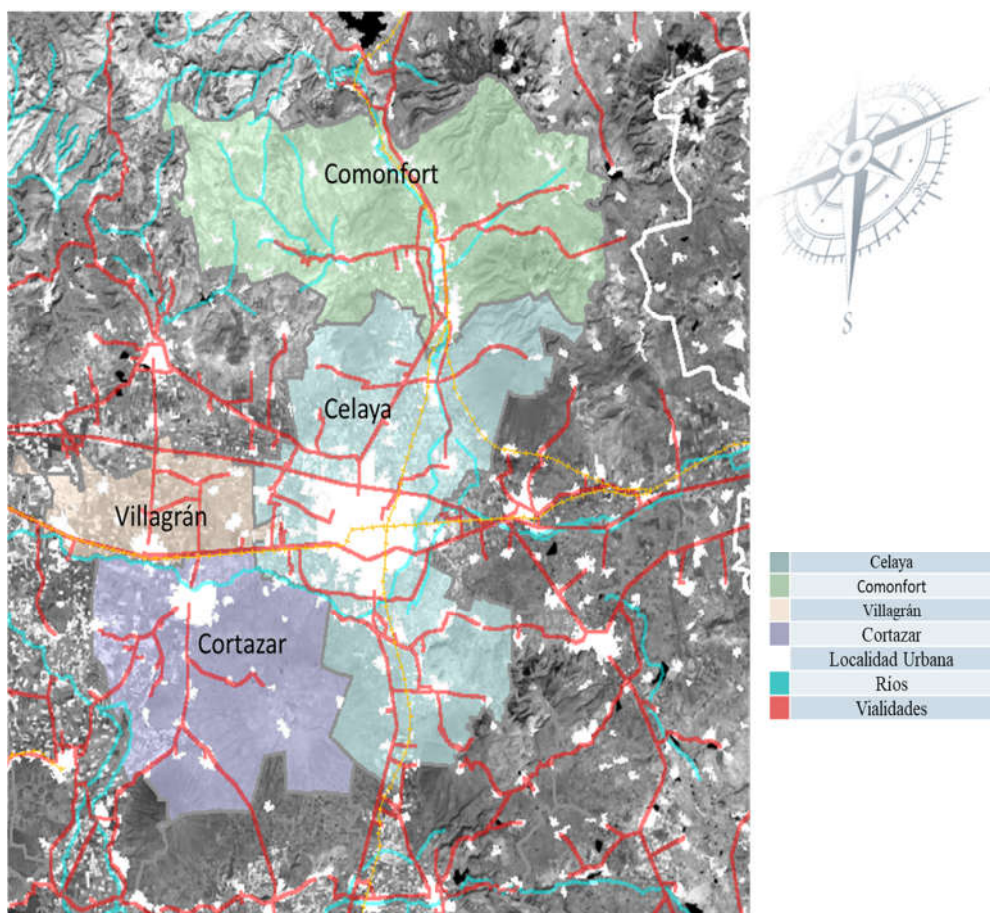 Comonfort
Celaya
Villagrán
Cortazar
S
Celaya
Comonfort
Villagrán
Cortazar
Localidad Urbana
Ríos
Vialidades